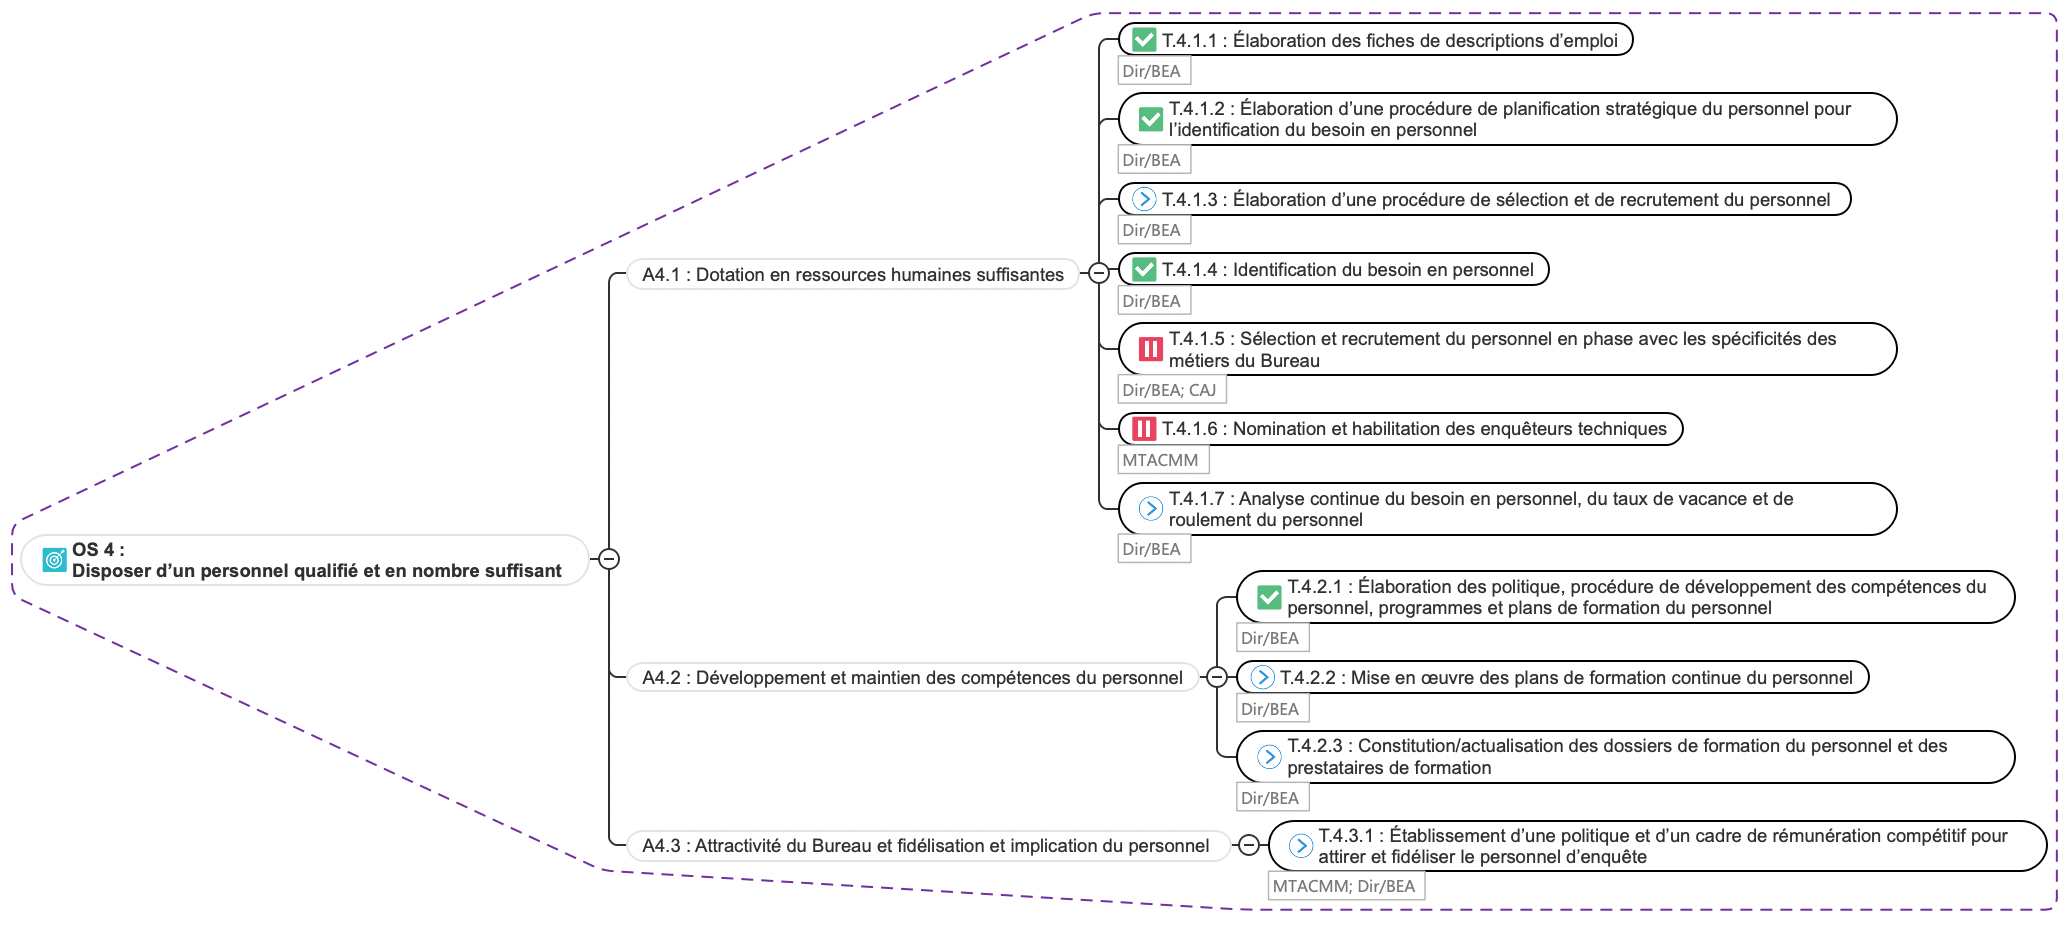 OS 4 :
Disposer d’un personnel qualifié et en nombre suffisant
A4.1 : Dotation en ressources humaines suffisantes
T.4.1.1 : Élaboration des fiches de descriptions d’emploi
Dir/BEA
T.4.1.2 : Élaboration d’une procédure de planification stratégique du personnel pour
l’identification du besoin en personnel
Dir/BEA
T.4.1.3 : Élaboration d’une procédure de sélection et de recrutement du personnel
Dir/BEA
T.4.1.4 : Identification du besoin en personnel
Dir/BEA
T.4.1.5 : Sélection et recrutement du personnel en phase avec les spécificités des
métiers du Bureau
Dir/BEA; CAJ
T.4.1.6 : Nomination et habilitation des enquêteurs techniques
MTACMM
T.4.1.7 : Analyse continue du besoin en personnel, du taux de vacance et de
roulement du personnel
Dir/BEA
A4.2 : Développement et maintien des compétences du personnel
T.4.2.1 : Élaboration des politique, procédure de développement des compétences du
personnel, programmes et plans de formation du personnel
Dir/BEA
T.4.2.2 : Mise en œuvre des plans de formation continue du personnel
Dir/BEA
T.4.2.3 : Constitution/actualisation des dossiers de formation du personnel et des
prestataires de formation
Dir/BEA
A4.3 : Attractivité du Bureau et fidélisation et implication du personnel
T.4.3.1 : Établissement d’une politique et d’un cadre de rémunération compétitif pour
attirer et fidéliser le personnel d’enquête
MTACMM; Dir/BEA